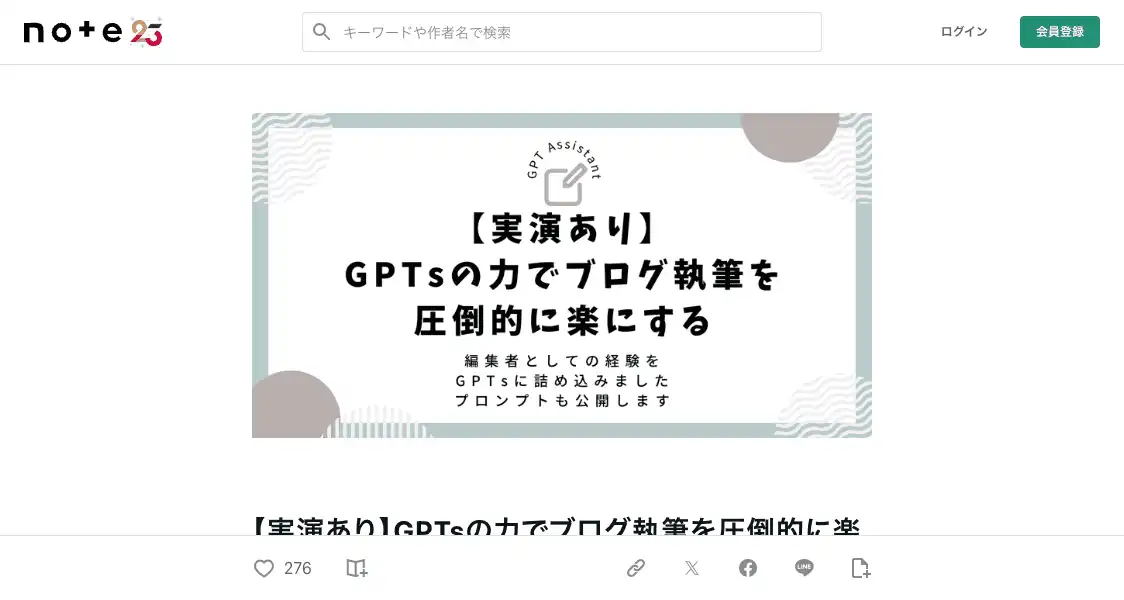 note 23
キーワードや作者名で検索
ログイン
会員登録
GPT Assistant
【実演あり】
GPTsの力でブログ執筆を
圧倒的に楽にする
編集者としての経験を
GPTsに詰め込みました
プロンプトも公開します
【実演あり】GPTsの力でブログ執筆を圧倒的に楽
276
LINE